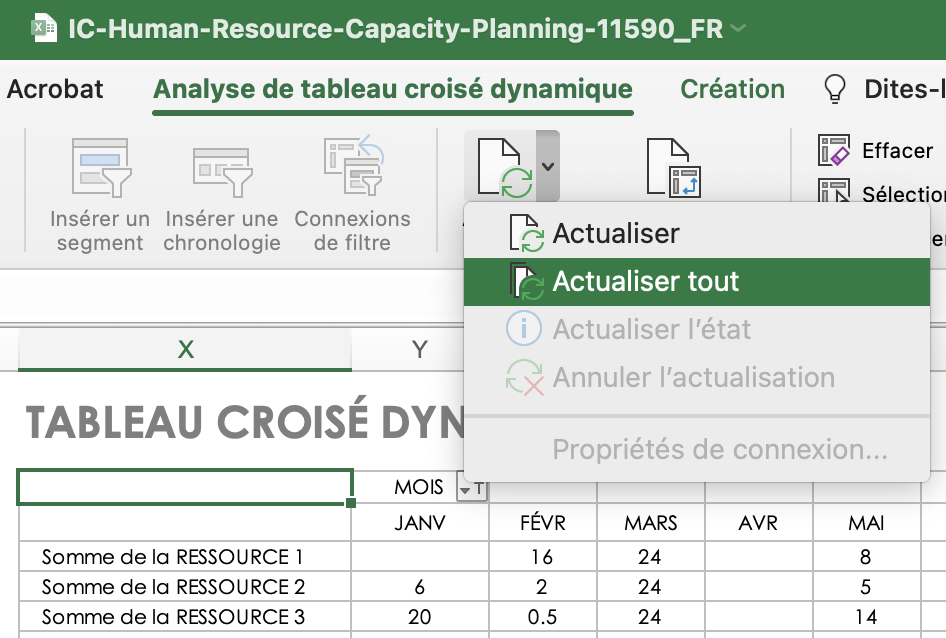 IC-Human-Resource-Capacity-Planning-11590_FR
Acrobat Analyse de tableau croisé dynamique Création Dites-l
Insérer un segment
Insérer une chronologie
Connexions de filtre
Effacer
Sélection
Actualiser
Actualiser tout
Actualiser l’état
Annuler l’actualisation
Propriétés de connexion...
X Y
TABLEAU CROISÉ DYN
MOIS
JANV FÉVR MARS AVR MAI
Somme de la RESSOURCE 1 16 24 8
Somme de la RESSOURCE 2 6 2 24 5
Somme de la RESSOURCE 3 20 0.5 24 14